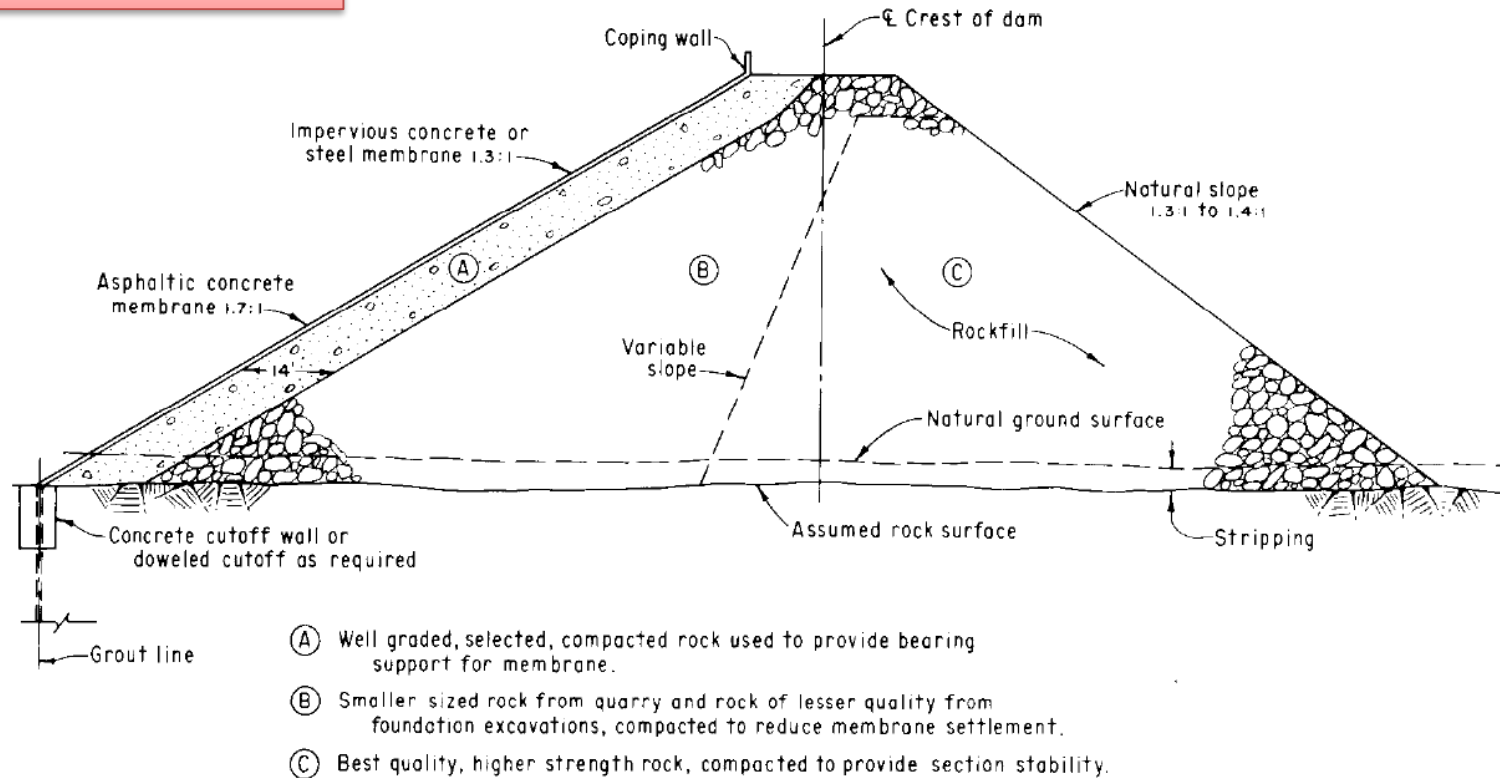 ℄ Crest of dam
Coping wall
Impervious concrete or
steel membrane 1.3:1
Natural slope
1.3:1 to 1.4:1
A
B
C
Asphaltic concrete
membrane 1.7:1
Rockfill
Variable
slope
14'
Natural ground surface
Concrete cutoff wall or
doweled cutoff as required
Assumed rock surface
Stripping
Grout line
A Well graded, selected, compacted rock used to provide bearing
support for membrane.
B Smaller sized rock from quarry and rock of lesser quality from
foundation excavations, compacted to reduce membrane settlement.
C Best quality, higher strength rock, compacted to provide section stability.